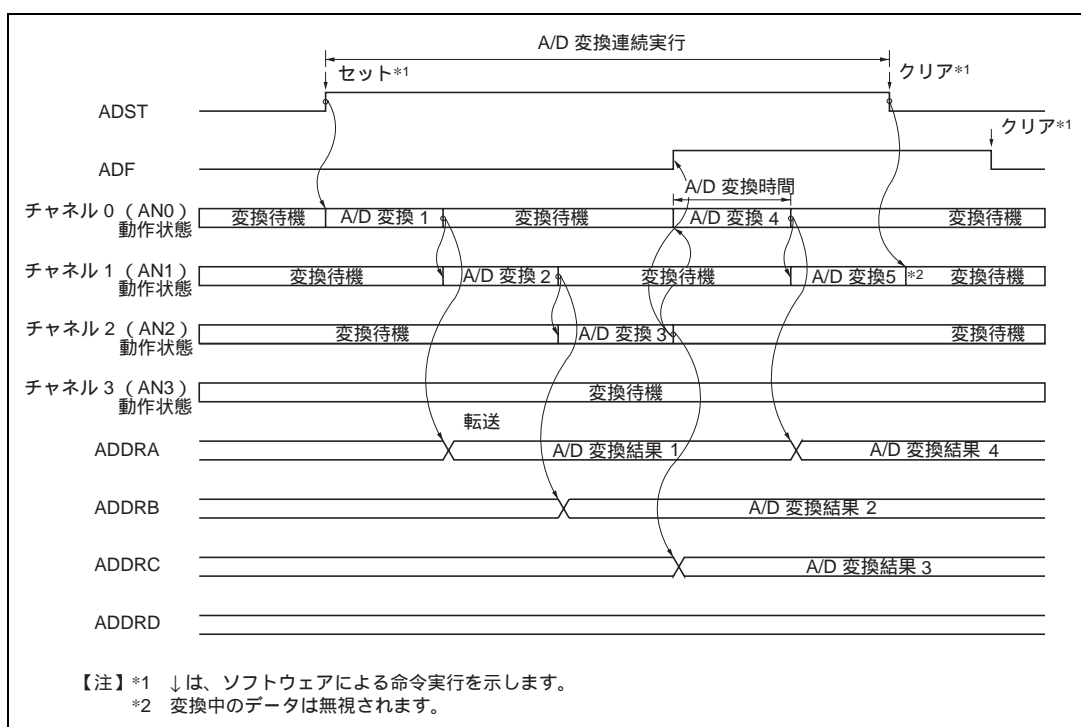 A/D 変換連続実行
セット*1
クリア*1
ADST
クリア*1
ADF
A/D 変換時間
チャネル 0 （AN0）
動作状態
変換待機
A/D 変換 1
変換待機
A/D 変換 4
変換待機
チャネル 1 （AN1）
動作状態
変換待機
A/D 変換 2
変換待機
A/D 変換5
*2
変換待機
チャネル 2 （AN2）
動作状態
変換待機
A/D 変換 3
変換待機
チャネル 3 （AN3）
動作状態
変換待機
転送
ADDRA
A/D 変換結果 1
A/D 変換結果 4
ADDRB
A/D 変換結果 2
ADDRC
A/D 変換結果 3
ADDRD
【注】*1 ↓は、ソフトウェアによる命令実行を示します。
*2 変換中のデータは無視されます。